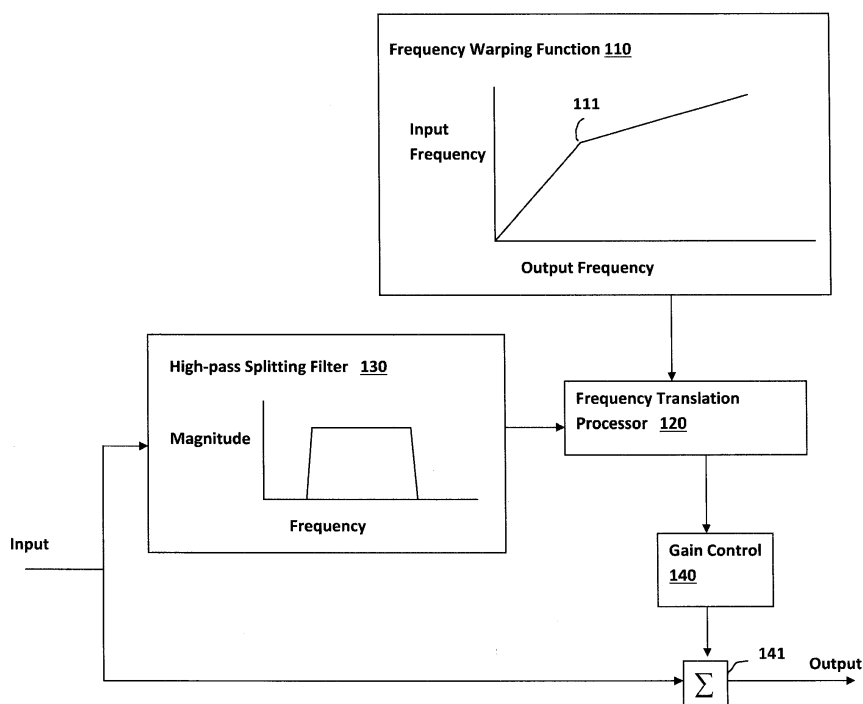 Frequency Warping Function 110
111
Input
Frequency
Output Frequency
High-pass Splitting Filter 130
Magnitude
Frequency
Frequency Translation
Processor 120
Input
Gain Control
140
141
Output
Σ